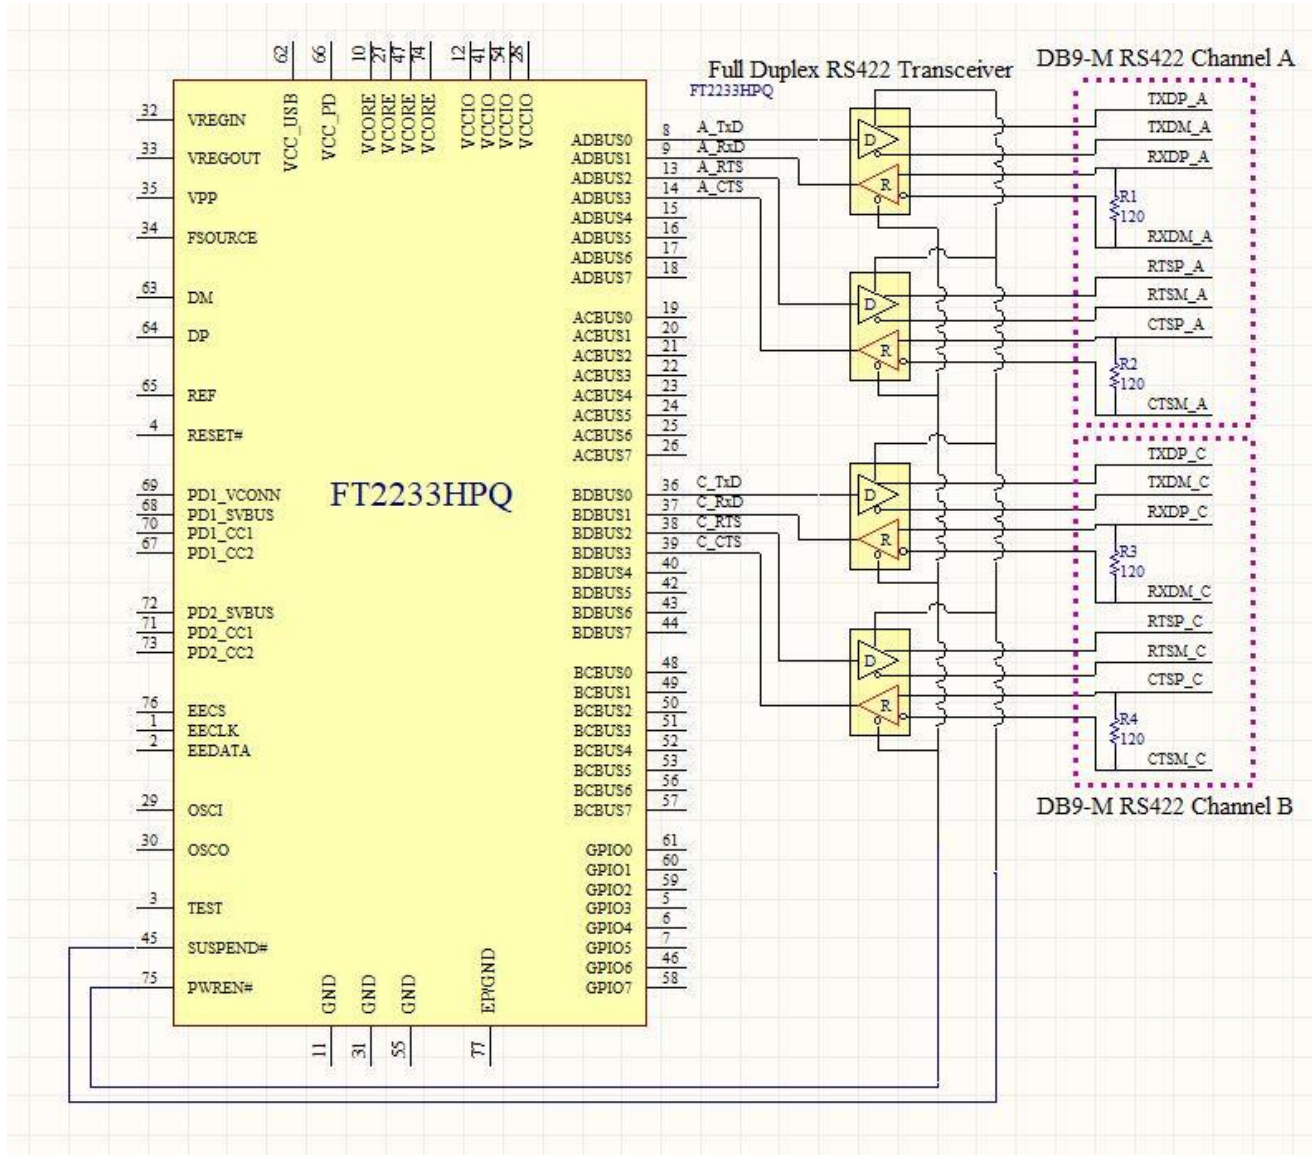 62 66 10 27 47 74 12 41 54 28
Full Duplex RS422 Transceiver
FT2233HPQ
DB9-M RS422 Channel A
VCC_USB VCC_PD VCORE VCORE VCORE VCORE VCCIO VCCIO VCCIO VCCIO
32 VREGIN
33 VREGOUT
35 VPP
34 FSOURCE
63 DM
64 DP
65 REF
4 RESET#
69 PD1_VCONN
68 PD1_SVBUS
70 PD1_CC1
67 PD1_CC2
72 PD2_SVBUS
71 PD2_CC1
73 PD2_CC2
76 EECS
1 EECLK
2 EEDATA
29 OSCI
30 OSCO
3 TEST
45 SUSPEND#
75 PWREN#
FT2233HPQ
ADBUS0 8 A_TxD
ADBUS1 9 A_RxD
ADBUS2 13 A_RTS
ADBUS3 14 A_CTS
ADBUS4 15
ADBUS5 16
ADBUS6 17
ADBUS7 18
ACBUS0 19
ACBUS1 20
ACBUS2 21
ACBUS3 22
ACBUS4 23
ACBUS5 24
ACBUS6 25
ACBUS7 26
BDBUS0 36 C_TxD
BDBUS1 37 C_RxD
BDBUS2 38 C_RTS
BDBUS3 39 C_CTS
BDBUS4 40
BDBUS5 42
BDBUS6 43
BDBUS7 44
BCBUS0 48
BCBUS1 49
BCBUS2 50
BCBUS3 51
BCBUS4 52
BCBUS5 53
BCBUS6 56
BCBUS7 57
GPIO0 61
GPIO1 60
GPIO2 59
GPIO3 5
GPIO4 6
GPIO5 7
GPIO6 46
GPIO7 58
GND GND GND EP/GND
11 31 55 77
D
R
D
R
D
R
D
R
TXDP_A
TXDM_A
RXDP_A
R1
120
RXDM_A
RTSP_A
RTSM_A
CTSP_A
R2
120
CTSM_A
TXDP_C
TXDM_C
RXDP_C
R3
120
RXDM_C
RTSP_C
RTSM_C
CTSP_C
R4
120
CTSM_C
DB9-M RS422 Channel B